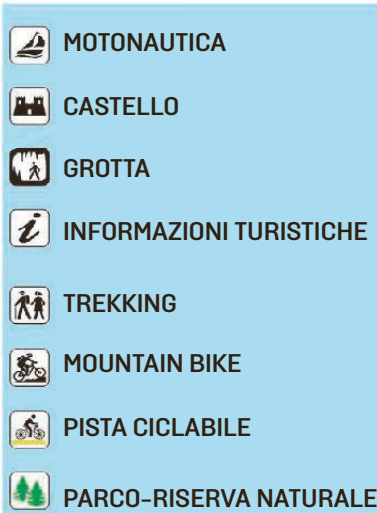 MOTONAUTICA
CASTELLO
GROTTA
i INFORMAZIONI TURISTICHE
TREKKING
MOUNTAIN BIKE
PISTA CICLABILE
PARCO-RISERVA NATURALE